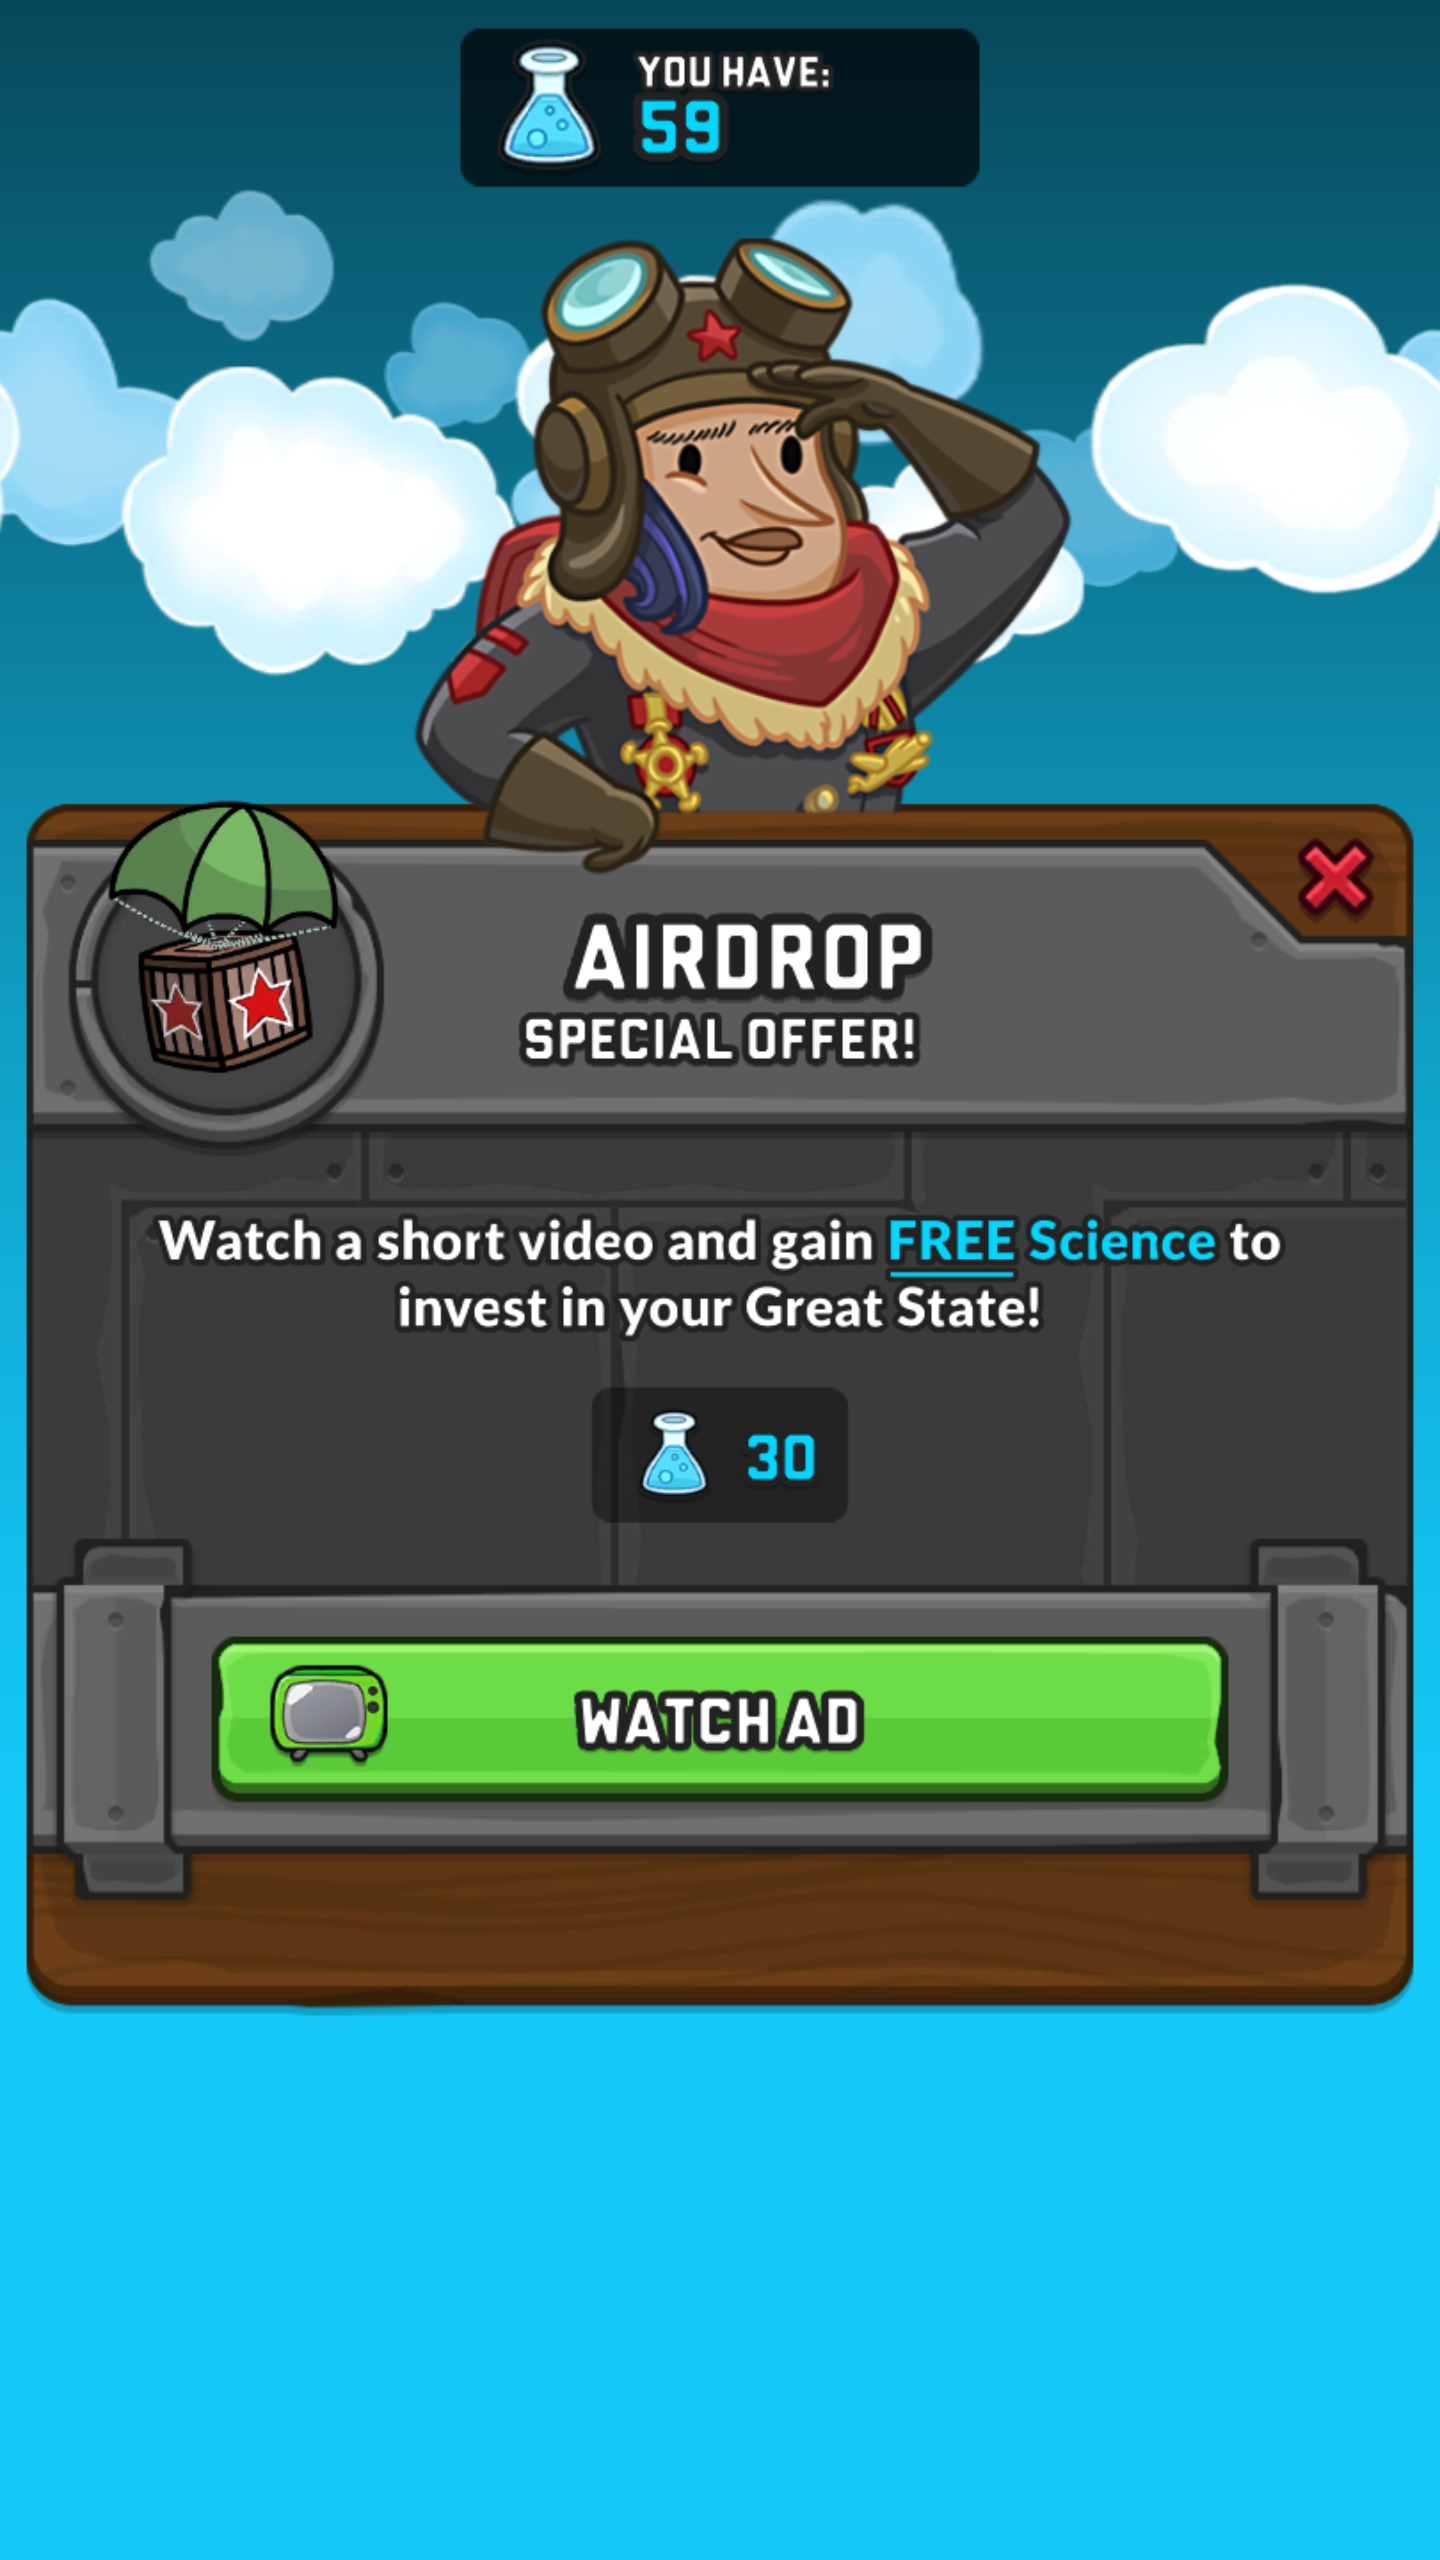 YOU HAVE:
59
AIRDROP
SPECIAL OFFER!
Watch a short video and gain FREE Science to
invest in your Great State!
30
WATCH AD